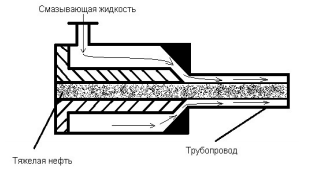 Смазывающая жидкость
Трубопровод
Тяжелая нефть